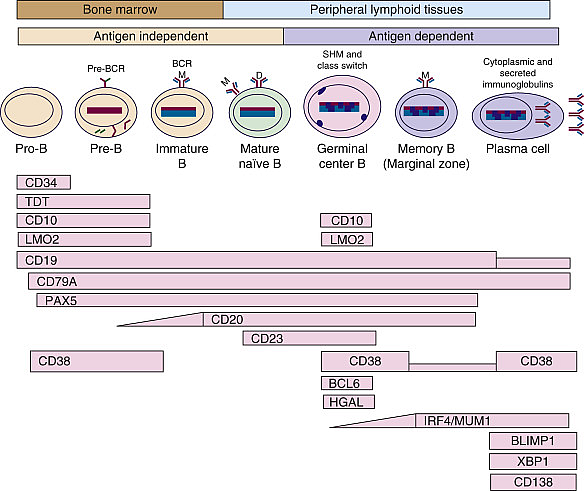 Bone marrow
Peripheral lymphoid tissues
Antigen independent
Antigen dependent
Pre-BCR
BCR
M
M
D
SHM and
class switch
M
Cytoplasmic and
secreted
immunoglobulins
Pro-B
Pre-B
Immature
B
Mature
naïve B
Germinal
center B
Memory B
(Marginal zone)
Plasma cell
CD34
TDT
CD10
CD10
LMO2
LMO2
CD19
CD79A
PAX5
CD20
CD23
CD38
CD38
CD38
BCL6
HGAL
IRF4/MUM1
BLIMP1
XBP1
CD138